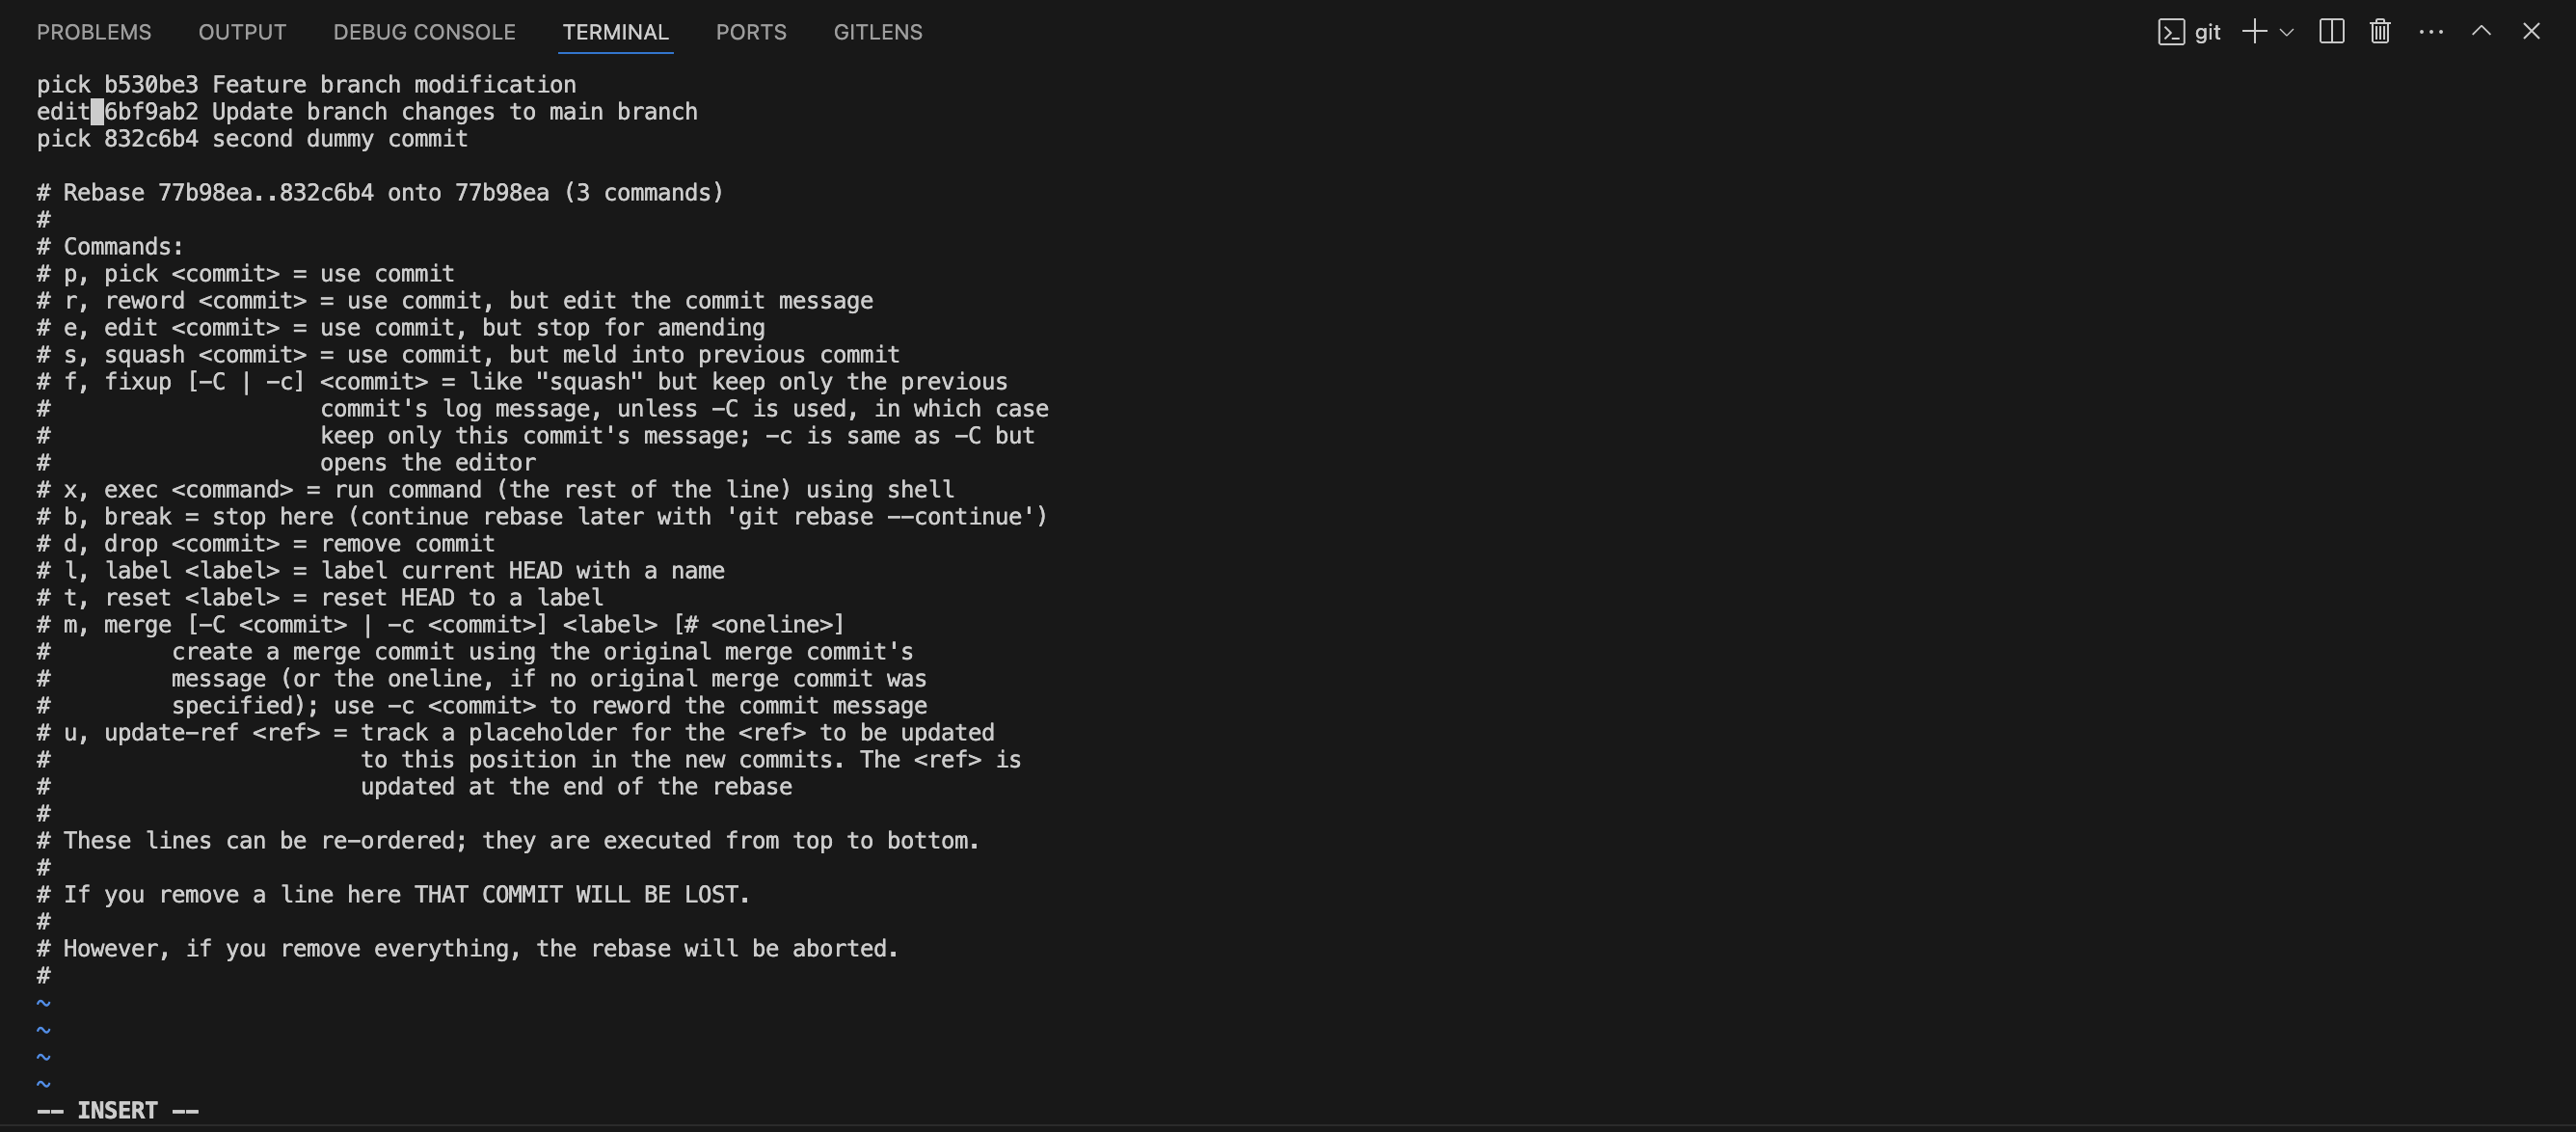 PROBLEMS OUTPUT DEBUG CONSOLE TERMINAL PORTS GITLENS git
pick b530be3 Feature branch modification
edit 6bf9ab2 Update branch changes to main branch
pick 832c6b4 second dummy commit

# Rebase 77b98ea..832c6b4 onto 77b98ea (3 commands)
#
# Commands:
# p, pick <commit> = use commit
# r, reword <commit> = use commit, but edit the commit message
# e, edit <commit> = use commit, but stop for amending
# s, squash <commit> = use commit, but meld into previous commit
# f, fixup [-C | -c] <commit> = like "squash" but keep only the previous
#                    commit's log message, unless -C is used, in which case
#                    keep only this commit's message; -c is same as -C but
#                    opens the editor
# x, exec <command> = run command (the rest of the line) using shell
# b, break = stop here (continue rebase later with 'git rebase --continue')
# d, drop <commit> = remove commit
# l, label <label> = label current HEAD with a name
# t, reset <label> = reset HEAD to a label
# m, merge [-C <commit> | -c <commit>] <label> [# <oneline>]
#         create a merge commit using the original merge commit's
#         message (or the oneline, if no original merge commit was
#         specified); use -c <commit> to reword the commit message
# u, update-ref <ref> = track a placeholder for the <ref> to be updated
#                       to this position in the new commits. The <ref> is
#                       updated at the end of the rebase
#
# These lines can be re-ordered; they are executed from top to bottom.
#
# If you remove a line here THAT COMMIT WILL BE LOST.
#
# However, if you remove everything, the rebase will be aborted.
#
~
~
~
~
-- INSERT --